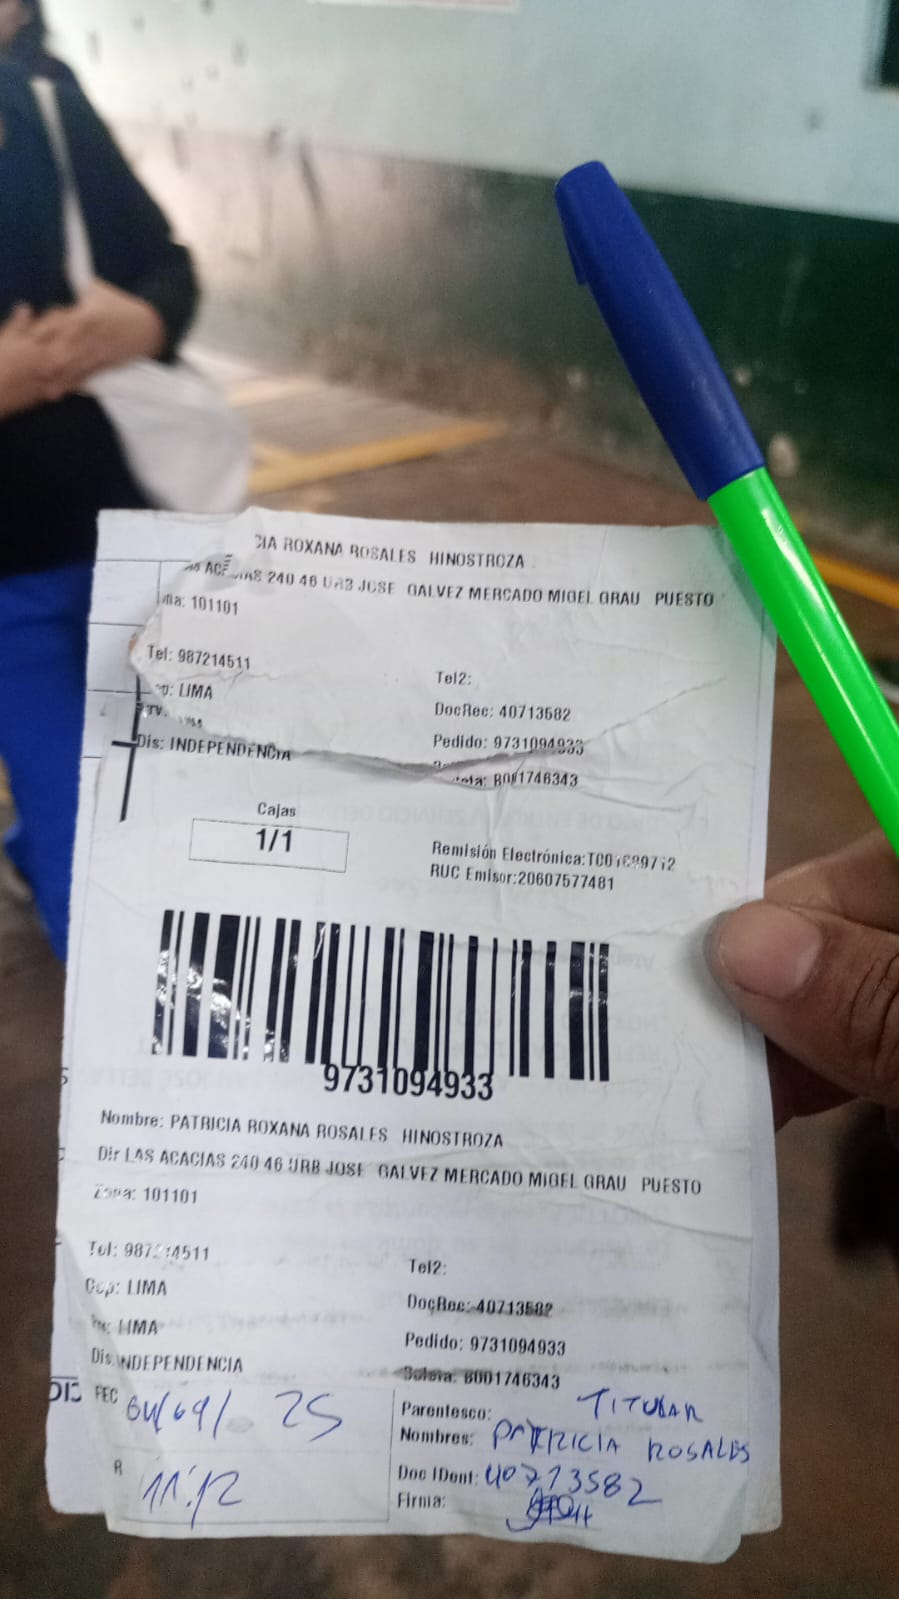 CIA ROXANA ROSALES HINOSTROZA
240 46 URB JOSE GALVEZ MERCADO MIGEL GRAU PUESTO
101101
Tel: 987214511
Tel2:
LIMA
DocRec: 40713582
Dis: INDEPENDENCIA
Pedido: 9731094933
B001746343
Cajas
1/1
Remisión Electrónica:
RUC Emisor:20607577481
9731094933
Nombre: PATRICIA ROXANA ROSALES HINOSTROZA
Dir LAS ACACIAS 240 46 URB JOSE GALVEZ MERCADO MIGEL GRAU PUESTO
Zona: 101101
Tel: 987214511
Tel2:
Dep: LIMA
DocRec: 40713582
LIMA
Pedido: 9731094933
Dis: INDEPENDENCIA
Boleta: B001746343
FEC 25
Parentesco: TITULAR
Nombres: PATRICIA ROSALES
R 11:12
Doc IDent: 40713582
Firma: